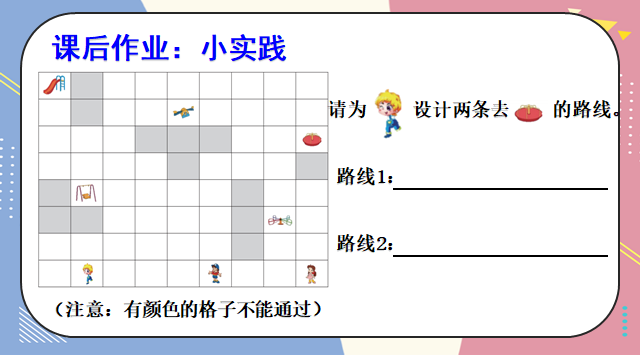 课后作业：小实践
请为 设计两条去 的路线。
路线1:
路线2:
（注意：有颜色的格子不能通过）